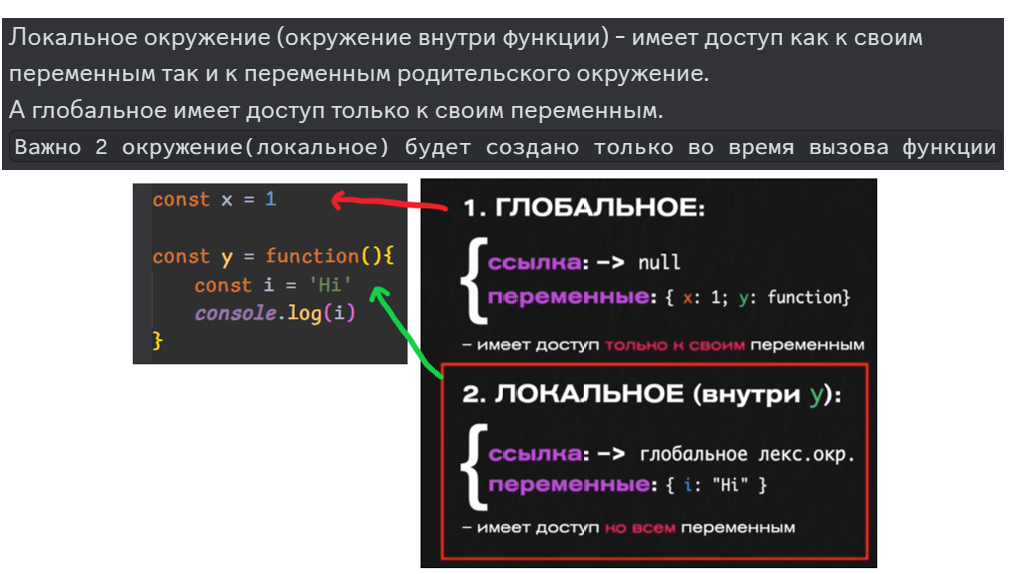 Локальное окружение (окружение внутри функции) - имеет доступ как к своим
переменным так и к переменным родительского окружение.
А глобальное имеет доступ только к своим переменным.
Важно 2 окружение(локальное) будет создано только во время вызова функции
const x = 1
const y = function(){
const i = 'Hi'
console.log(i)
}
1. ГЛОБАЛЬНОЕ:
{
ссылка: -> null
переменные: { x: 1; y: function}
– имеет доступ только к своим переменным
2. ЛОКАЛЬНОЕ (внутри y):
{
ссылка: -> глобальное лекс.окр.
переменные: { i: "Hi" }
– имеет доступ ко всем переменным